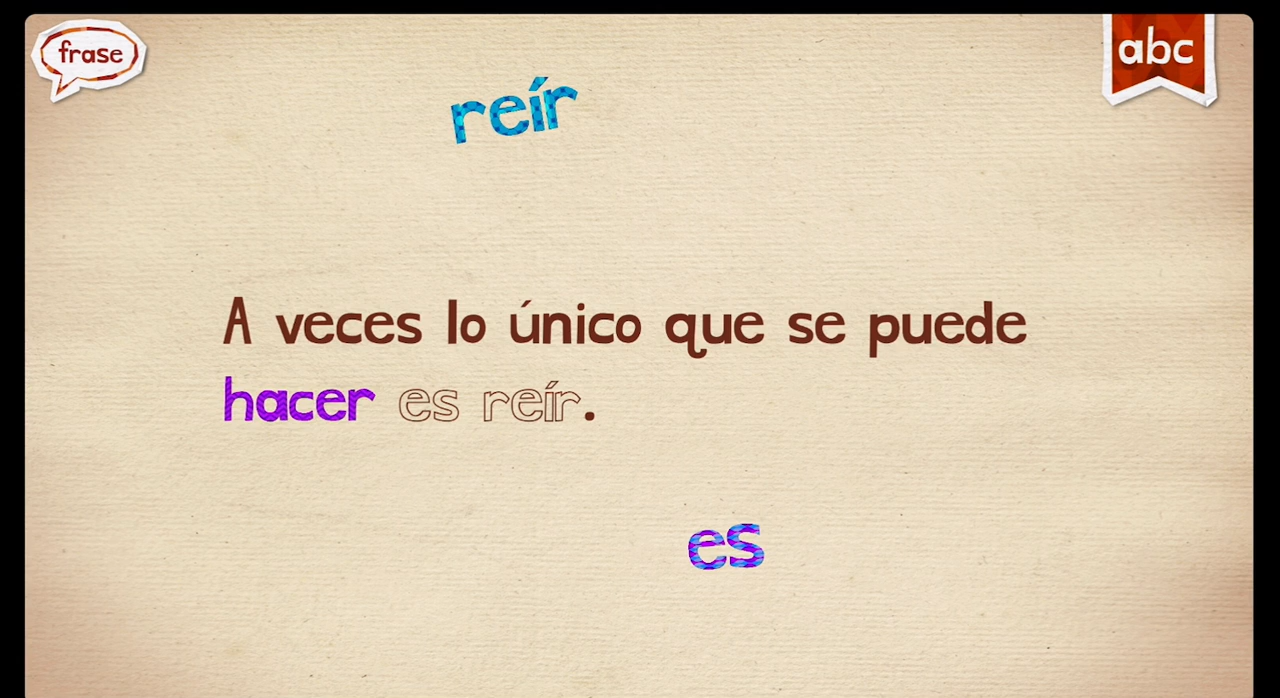 frase
abc
reír
A veces lo único que se puede
hacer es reír.
es